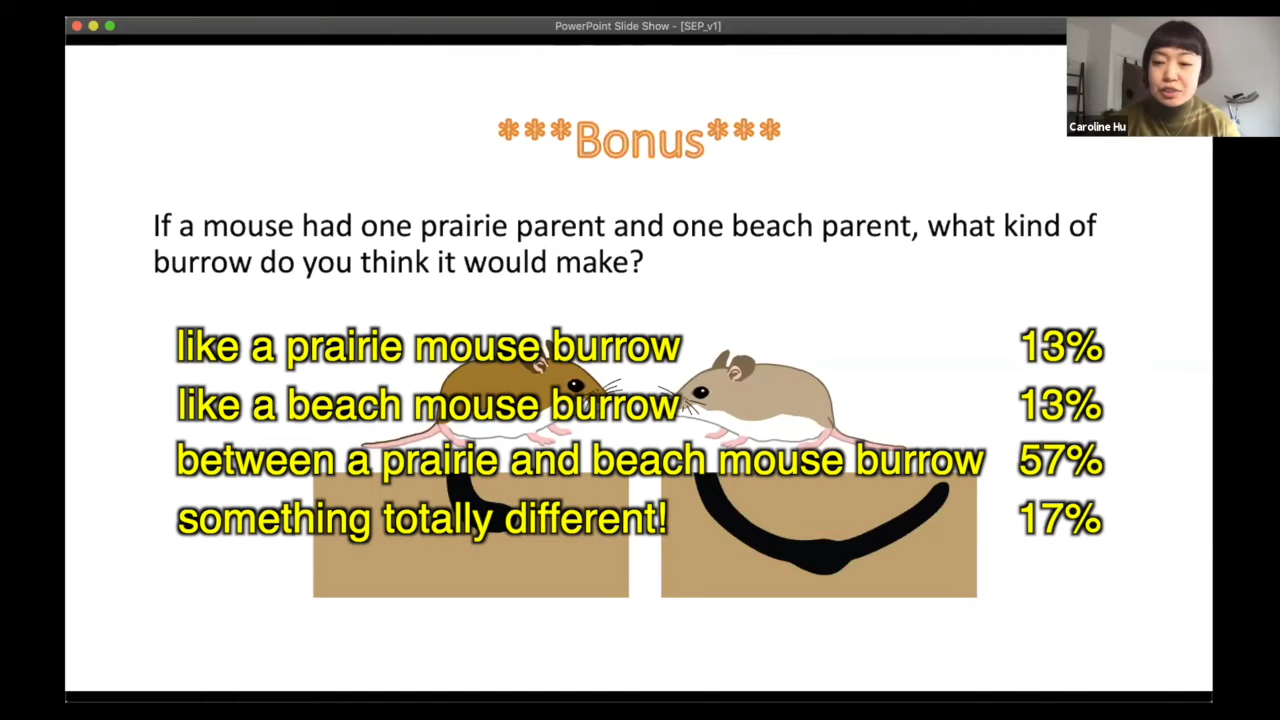 PowerPoint Slide Show - [SEP_v1]
Caroline Hu
***Bonus***
If a mouse had one prairie parent and one beach parent, what kind of
burrow do you think it would make?
like a prairie mouse burrow 13%
like a beach mouse burrow 13%
between a prairie and beach mouse burrow 57%
something totally different! 17%